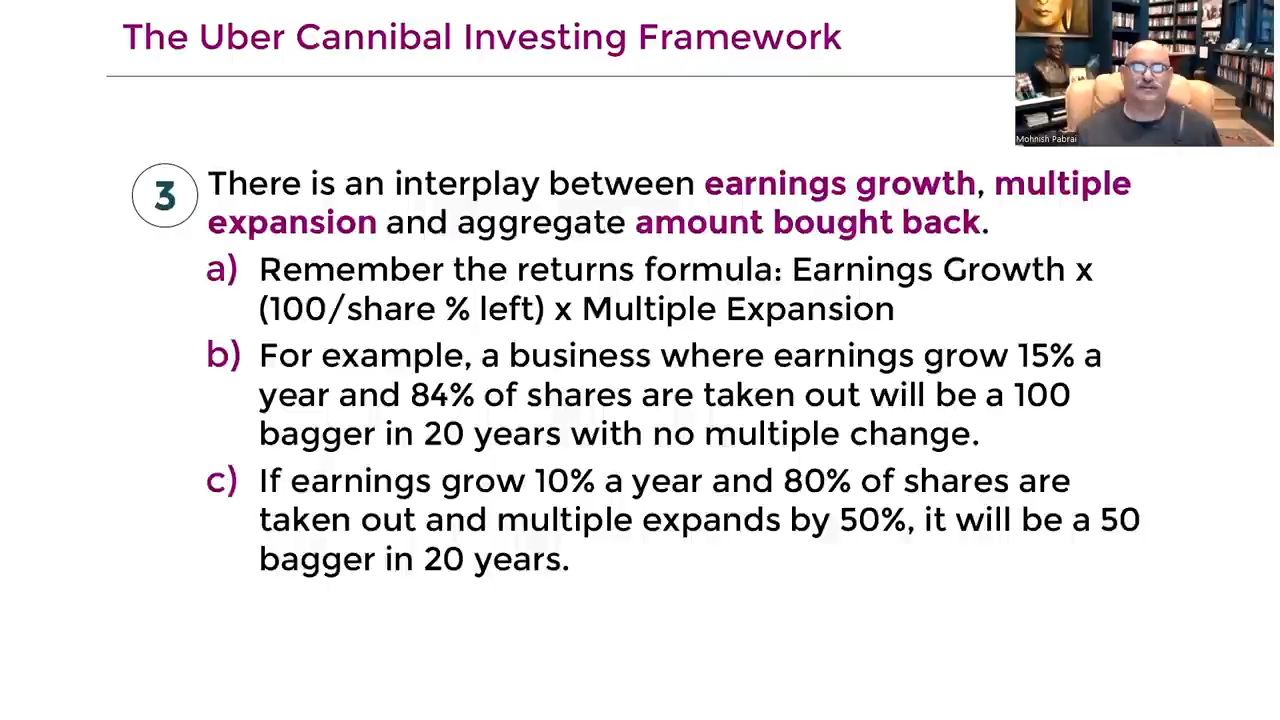 The Uber Cannibal Investing Framework
Mohnish Pabrai
3
There is an interplay between earnings growth, multiple
expansion and aggregate amount bought back.
a) Remember the returns formula: Earnings Growth x
(100/share % left) x Multiple Expansion
b) For example, a business where earnings grow 15% a
year and 84% of shares are taken out will be a 100
bagger in 20 years with no multiple change.
c) If earnings grow 10% a year and 80% of shares are
taken out and multiple expands by 50%, it will be a 50
bagger in 20 years.